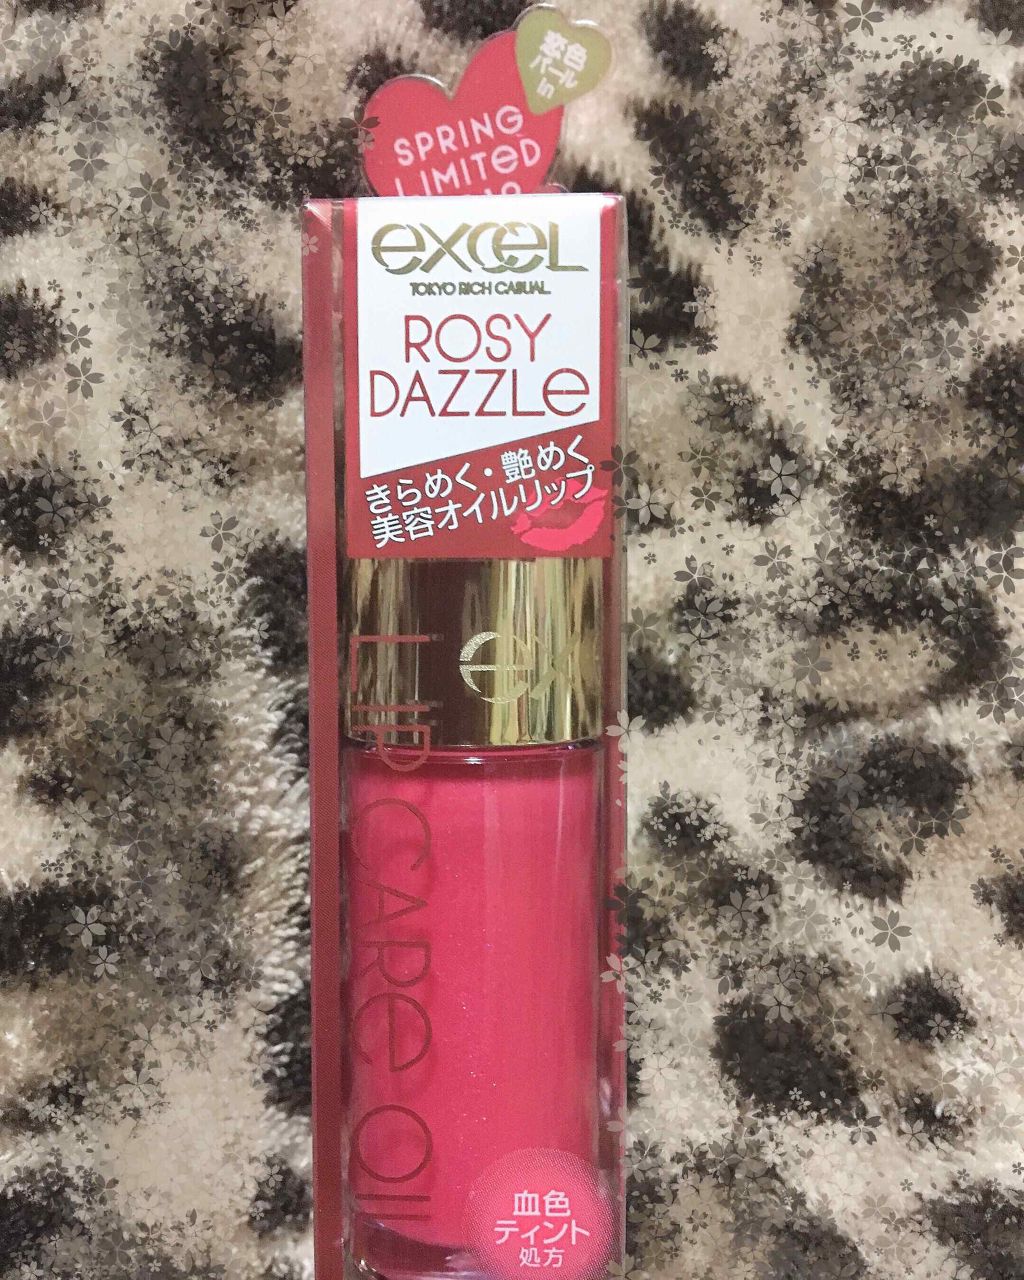 恋色
パール
in
SPRING
LIMITED
excel
TOKYO RICH CASUAL
ROSY
DAZZLe
きらめく・艶めく
美容オイルリップ
ex
LIP CARe OIL
血色
ティント
処方